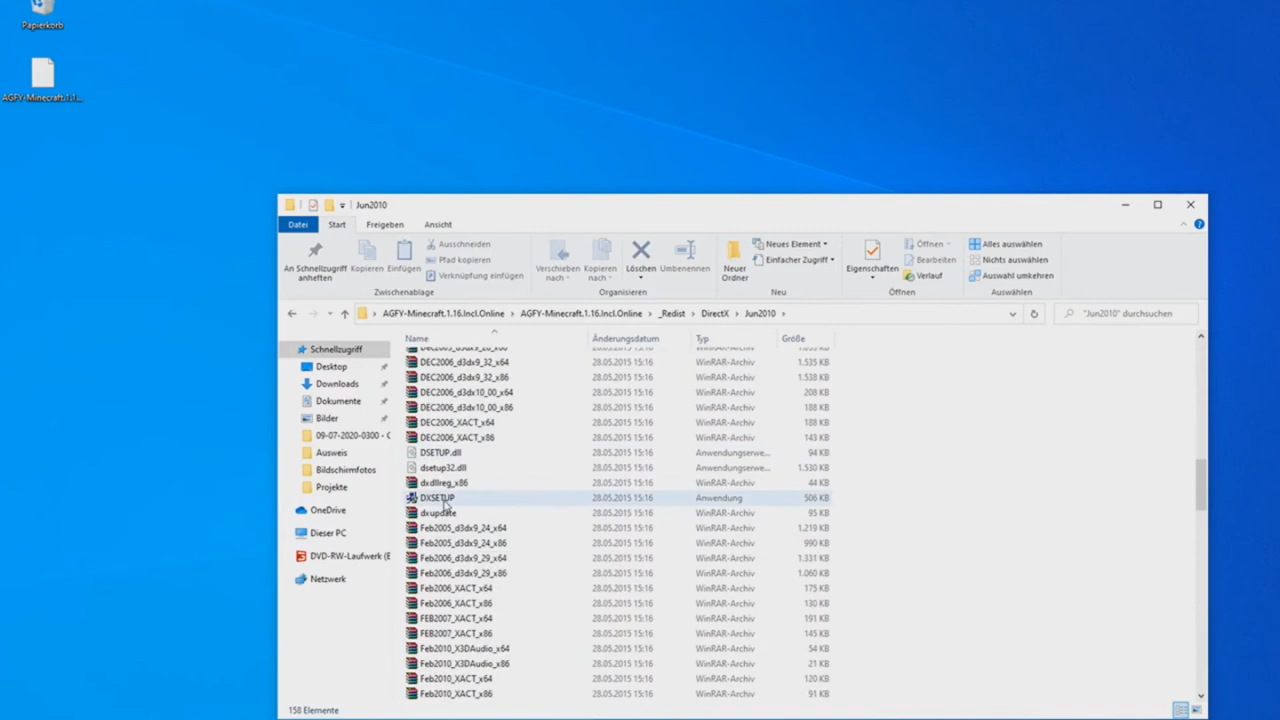 Papierkorb
AGFY-Minecraft.1.1...
Jun2010
Datei Start Freigeben Ansicht
An Schnellzugriff anheften
Kopieren
Einfügen
Ausschneiden
Pfad kopieren
Verknüpfung einfügen
Zwischenablage
Verschieben nach
Kopieren nach
Löschen
Umbenennen
Organisieren
Neuer Ordner
Neues Element
Einfacher Zugriff
Neu
Eigenschaften
Öffnen
Bearbeiten
Verlauf
Öffnen
Alles auswählen
Nichts auswählen
Auswahl umkehren
Auswählen
AGFY-Minecraft.1.16.Incl.Online > AGFY-Minecraft.1.16.Incl.Online > _Redist > DirectX > Jun2010 >
"Jun2010" durchsuchen
Schnellzugriff
Desktop
Downloads
Dokumente
Bilder
09-07-2020-0300 - C
Ausweis
Bildschirmfotos
Projekte
OneDrive
Dieser PC
DVD-RW-Laufwerk (E
Netzwerk
Name Änderungsdatum Typ Größe
DEC2006_d3dx9_32_x64 28.05.2015 15:16 WinRAR-Archiv 1.535 KB
DEC2006_d3dx9_32_x86 28.05.2015 15:16 WinRAR-Archiv 1.538 KB
DEC2006_d3dx10_00_x64 28.05.2015 15:16 WinRAR-Archiv 208 KB
DEC2006_d3dx10_00_x86 28.05.2015 15:16 WinRAR-Archiv 188 KB
DEC2006_XACT_x64 28.05.2015 15:16 WinRAR-Archiv 188 KB
DEC2006_XACT_x86 28.05.2015 15:16 WinRAR-Archiv 143 KB
DSETUP.dll 28.05.2015 15:16 Anwendungserwe... 94 KB
dsetup32.dll 28.05.2015 15:16 Anwendungserwe... 1.530 KB
dxdllreg_x86 28.05.2015 15:16 WinRAR-Archiv 44 KB
DXSETUP 28.05.2015 15:16 Anwendung 506 KB
dxupdate 28.05.2015 15:16 WinRAR-Archiv 95 KB
Feb2005_d3dx9_24_x64 28.05.2015 15:16 WinRAR-Archiv 1.219 KB
Feb2005_d3dx9_24_x86 28.05.2015 15:16 WinRAR-Archiv 990 KB
Feb2006_d3dx9_29_x64 28.05.2015 15:16 WinRAR-Archiv 1.331 KB
Feb2006_d3dx9_29_x86 28.05.2015 15:16 WinRAR-Archiv 1.060 KB
Feb2006_XACT_x64 28.05.2015 15:16 WinRAR-Archiv 175 KB
Feb2006_XACT_x86 28.05.2015 15:16 WinRAR-Archiv 130 KB
FEB2007_XACT_x64 28.05.2015 15:16 WinRAR-Archiv 191 KB
FEB2007_XACT_x86 28.05.2015 15:16 WinRAR-Archiv 145 KB
Feb2010_X3DAudio_x64 28.05.2015 15:16 WinRAR-Archiv 54 KB
Feb2010_X3DAudio_x86 28.05.2015 15:16 WinRAR-Archiv 21 KB
Feb2010_XACT_x64 28.05.2015 15:16 WinRAR-Archiv 120 KB
Feb2010_XACT_x86 28.05.2015 15:16 WinRAR-Archiv 91 KB
158 Elemente